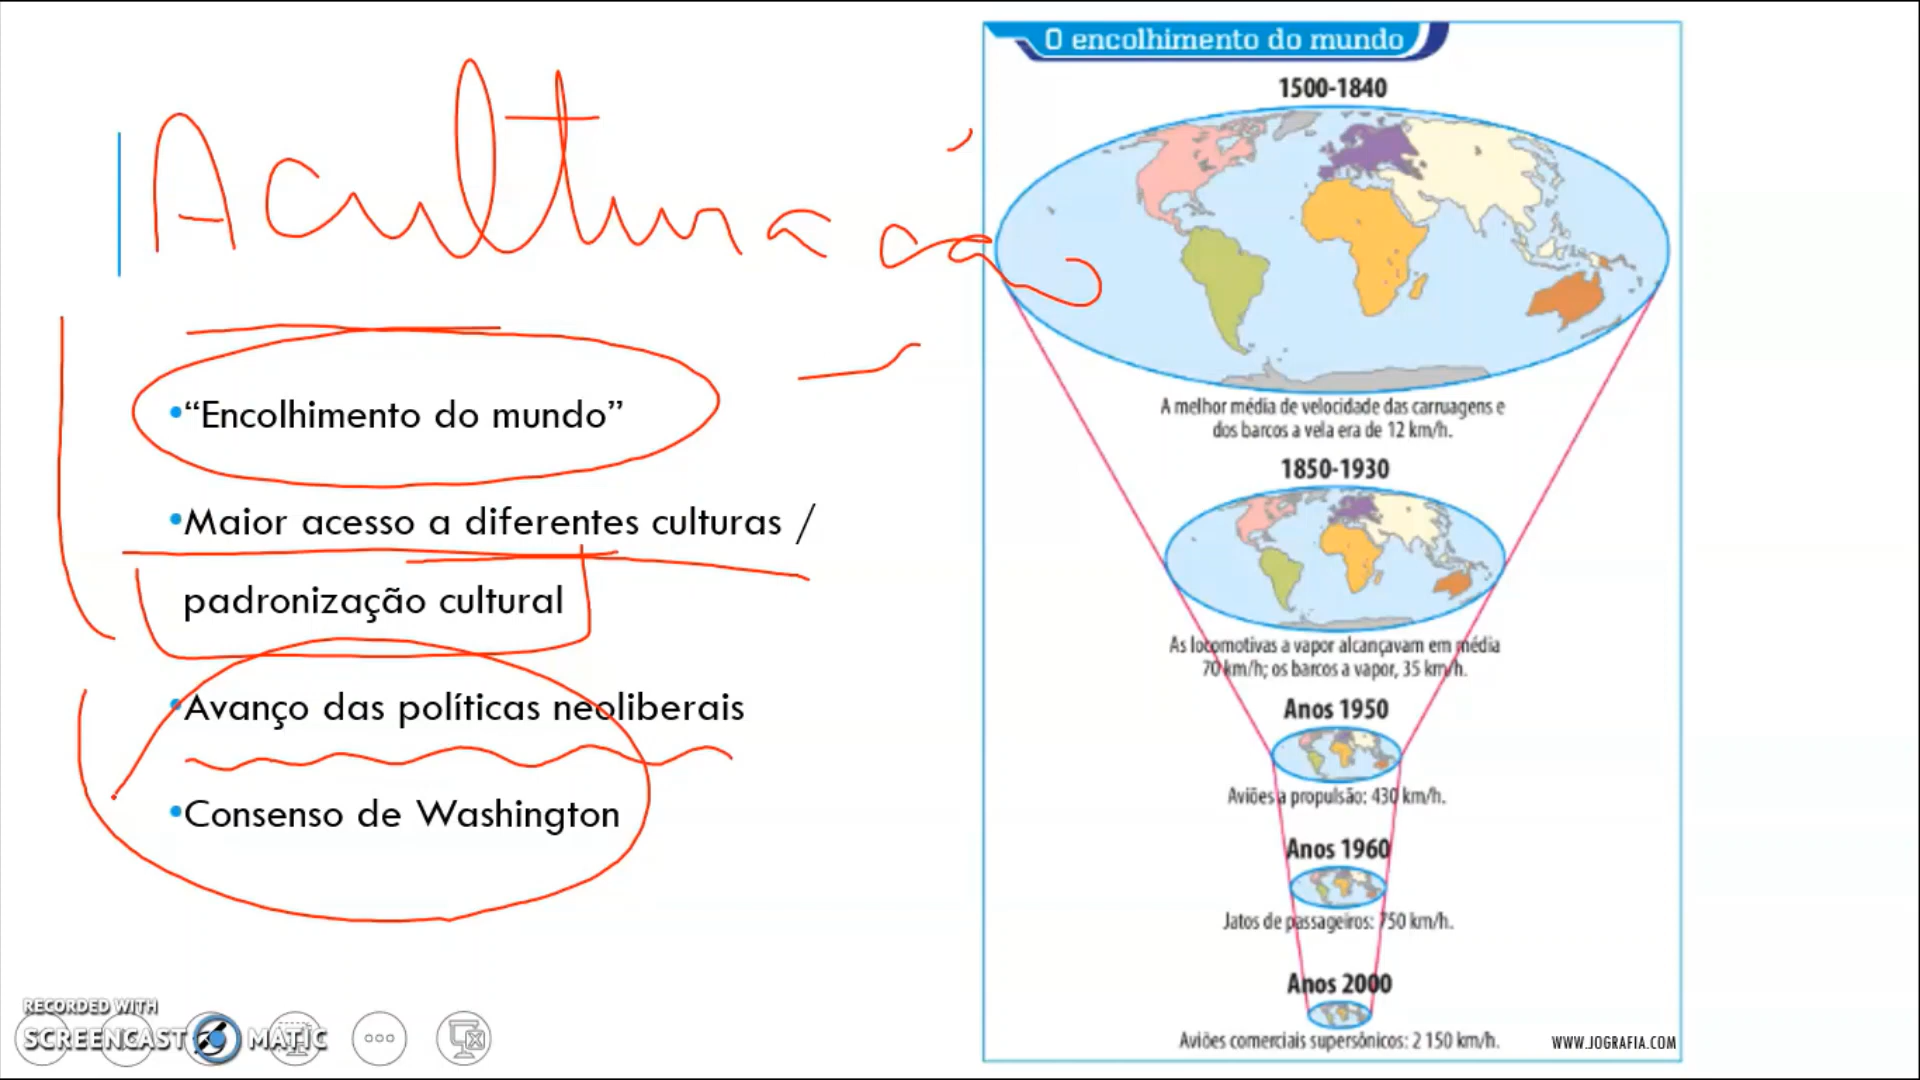 Aculturação
•“Encolhimento do mundo”
•Maior acesso a diferentes culturas /
padronização cultural
•Avanço das políticas neoliberais
•Consenso de Washington
O encolhimento do mundo
1500-1840
A melhor média de velocidade das carruagens e
dos barcos a vela era de 12 km/h.
1850-1930
As locomotivas a vapor alcançavam em média
70 km/h; os barcos a vapor, 35 km/h.
Anos 1950
Aviões a propulsão: 430 km/h.
Anos 1960
Jatos de passageiros: 750 km/h.
Anos 2000
Aviões comerciais supersônicos: 2 150 km/h.
WWW.JOGRAFIA.COM
RECORDED WITH
SCREENCAST MATIC